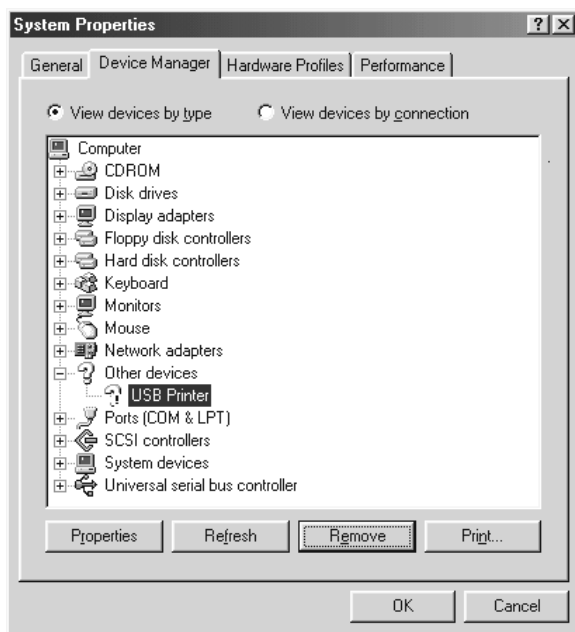 System Properties
General Device Manager Hardware Profiles Performance
View devices by type View devices by connection
Computer
CDROM
Disk drives
Display adapters
Floppy disk controllers
Hard disk controllers
Keyboard
Monitors
Mouse
Network adapters
Other devices
USB Printer
Ports (COM & LPT)
SCSI controllers
System devices
Universal serial bus controller
Properties Refresh Remove Print...
OK Cancel